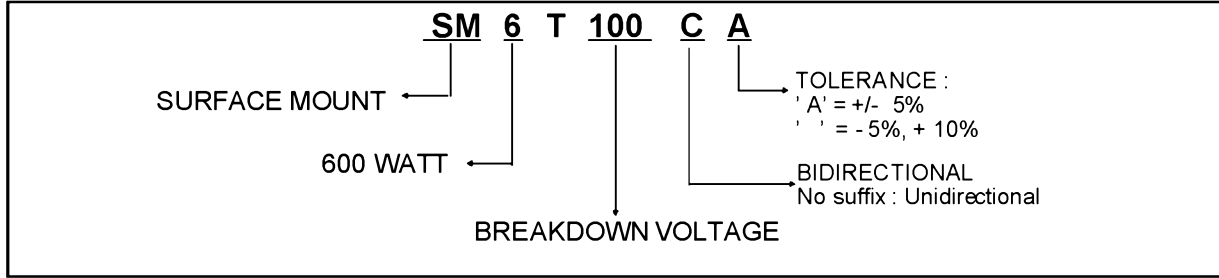 SM 6 T 100 C A
TOLERANCE :
' A' = +/- 5%
' ' = - 5%, + 10%
SURFACE MOUNT
600 WATT
BIDIRECTIONAL
No suffix : Unidirectional
BREAKDOWN VOLTAGE